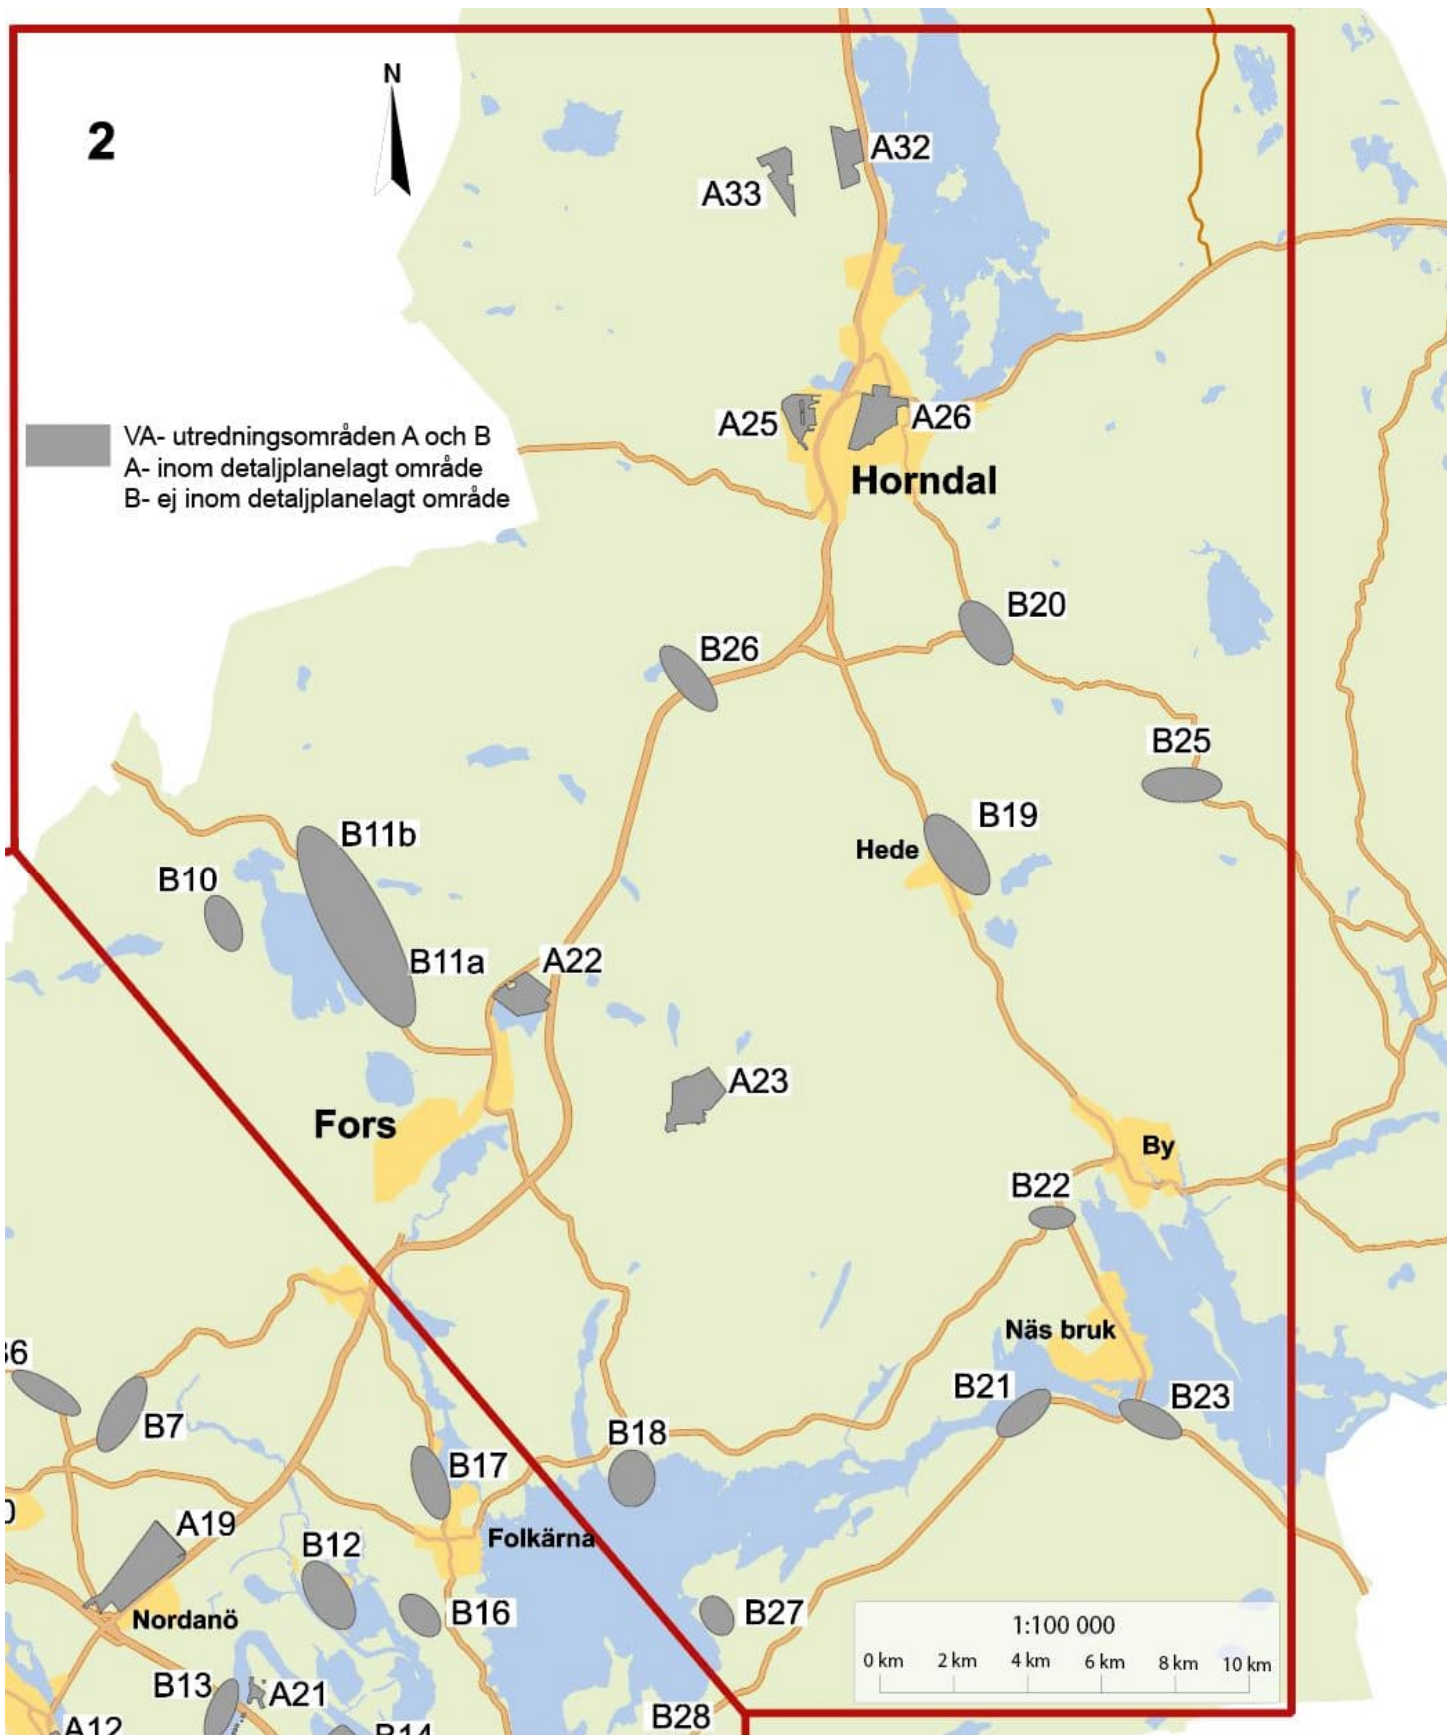 N
2
A32
A33
VA- utredningsområden A och B
A- inom detaljplanelagt område
B- ej inom detaljplanelagt område
A25
A26
Horndal
B20
B26
B25
B19
Hede
B11b
B10
B11a
A22
A23
Fors
By
B22
Näs bruk
B21
B23
B7
B18
B17
A19
Folkärna
B12
Nordanö
B16
B27
1:100 000
0 km 2 km 4 km 6 km 8 km 10 km
B13
A21
B28
A12
B14